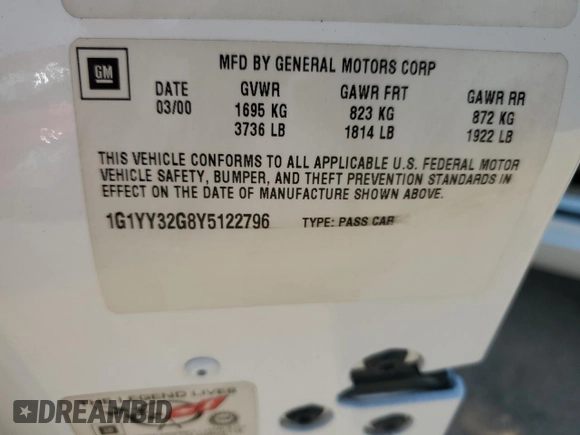 GM
MFD BY GENERAL MOTORS CORP
DATE GVWR GAWR FRT GAWR RR
03/00 1695 KG 823 KG 872 KG
3736 LB 1814 LB 1922 LB
THIS VEHICLE CONFORMS TO ALL APPLICABLE U.S. FEDERAL MOTOR
VEHICLE SAFETY, BUMPER, AND THEFT PREVENTION STANDARDS IN
EFFECT ON THE DATE OF MANUFACTURE SHOWN ABOVE.
1G1YY32G8Y5122796 TYPE: PASS CAR
LEGEND LIVES
DREAMBID